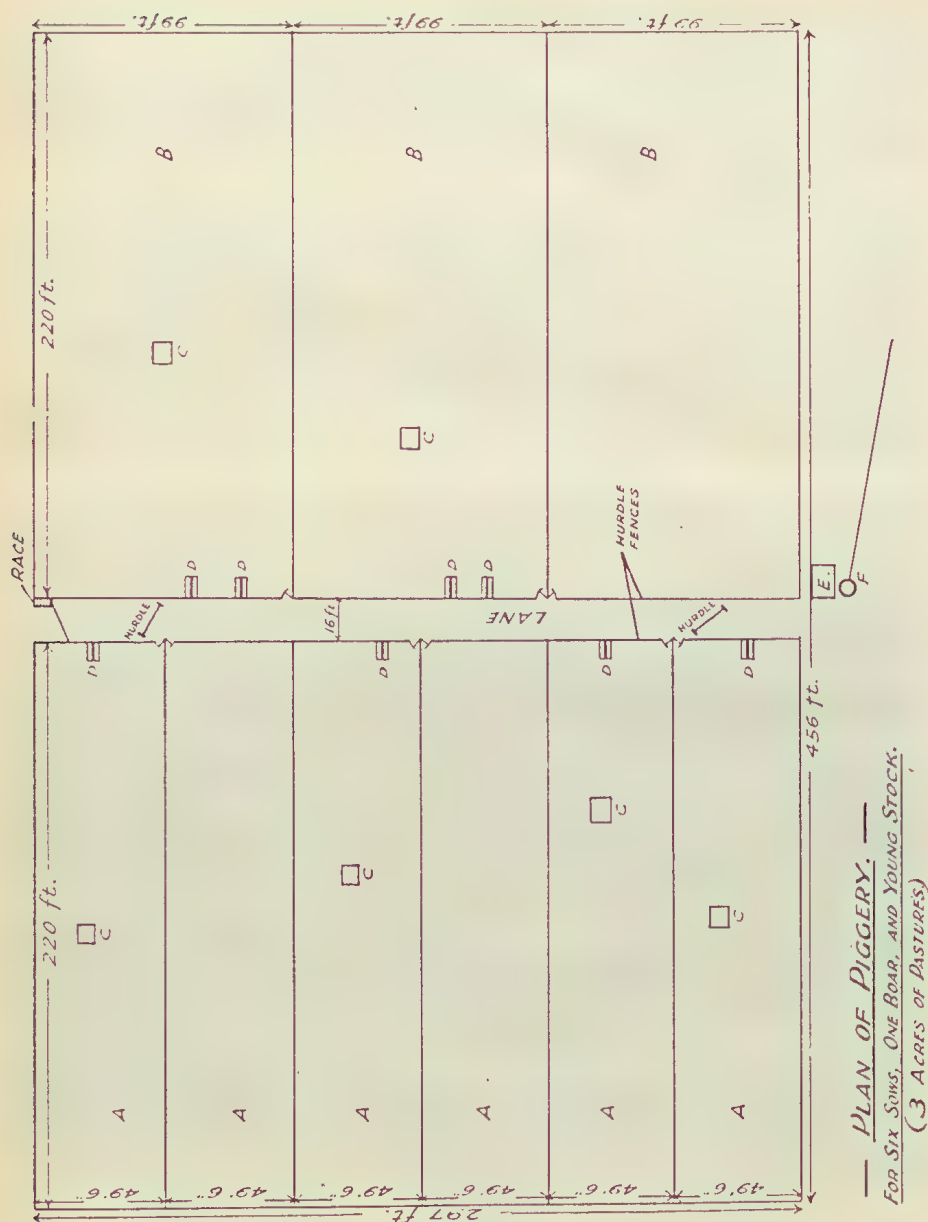 99 ft.
99 ft.
99 ft.
220 ft.
B
B
B
C
C
RACE
D
D
D
D
HURDLE
16 ft
LANE
HURDLE
FENCES
HURDLE
E.
F
D
D
D
D
456 ft.
220 ft.
C
C
C
C
A
A
A
A
A
A
49'6"
49'6"
49'6"
49'6"
49'6"
49'6"
297 ft.
— PLAN OF PIGGERY. —
FOR SIX SOWS, ONE BOAR, AND YOUNG STOCK.
(3 ACRES OF PASTURES)